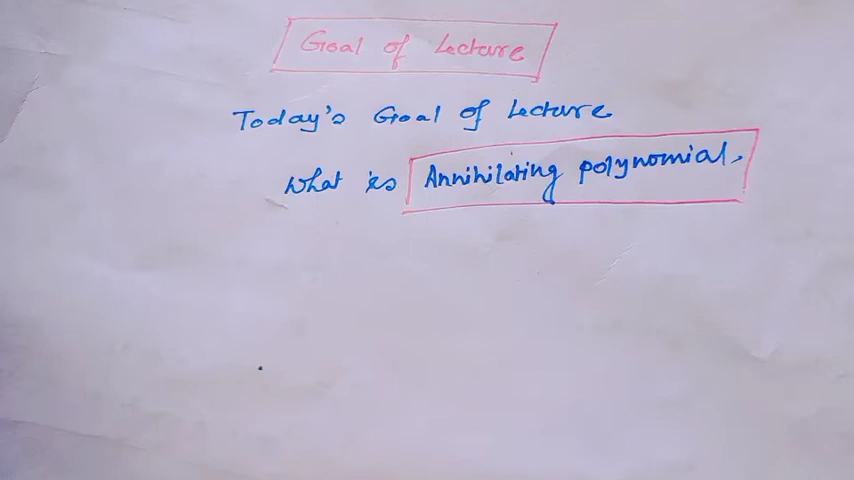 Goal of Lecture
Today's Goal of Lecture
What is Annihilating polynomial.